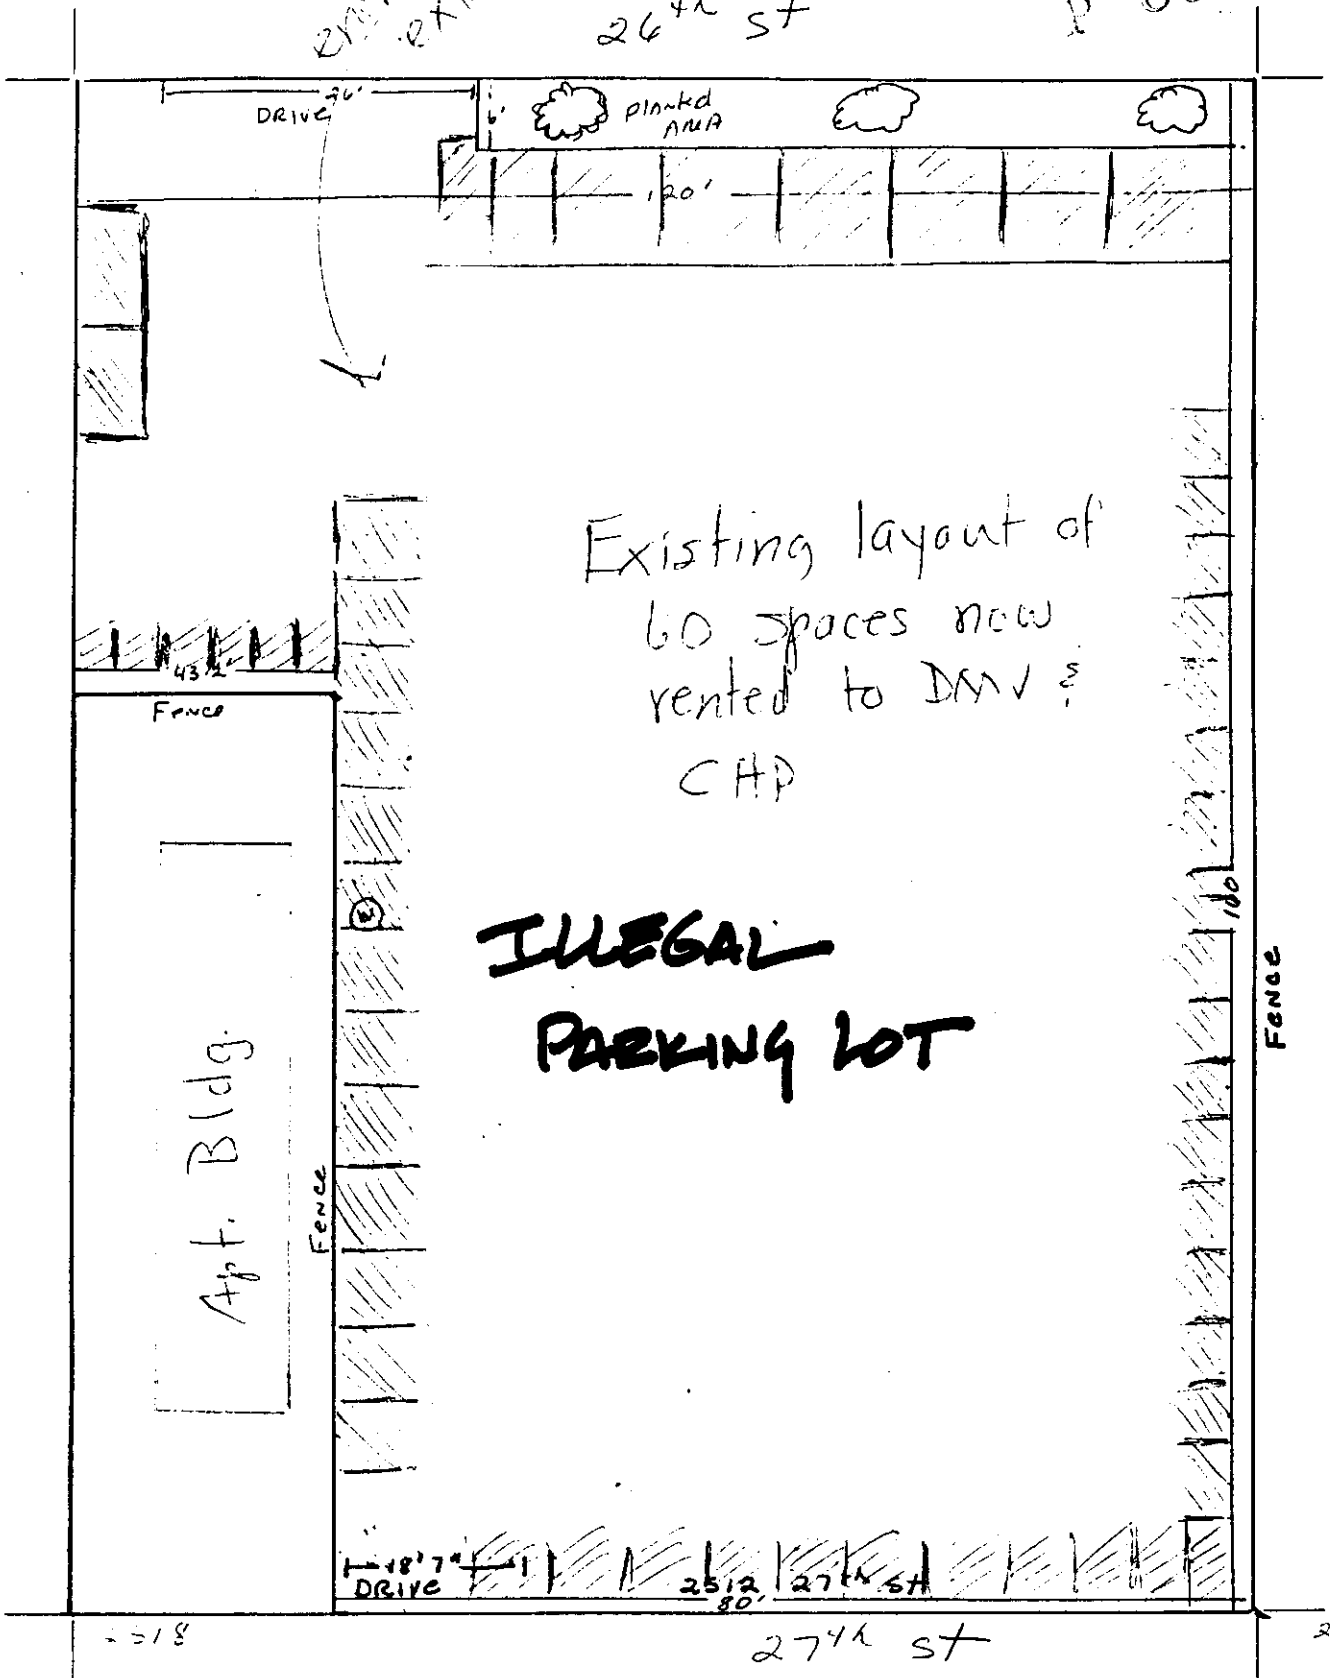 26th St
26'
DRIVE
6'
Planted
AREA
120'
Existing layout of
60 spaces now
rented to DMV &
CHP
43'2"
Fence
W
100
ILLEGAL
PARKING LOT
Fence
Apt. Bldg.
Fence
18'7"
DRIVE
2512 27th St
80'
27th St